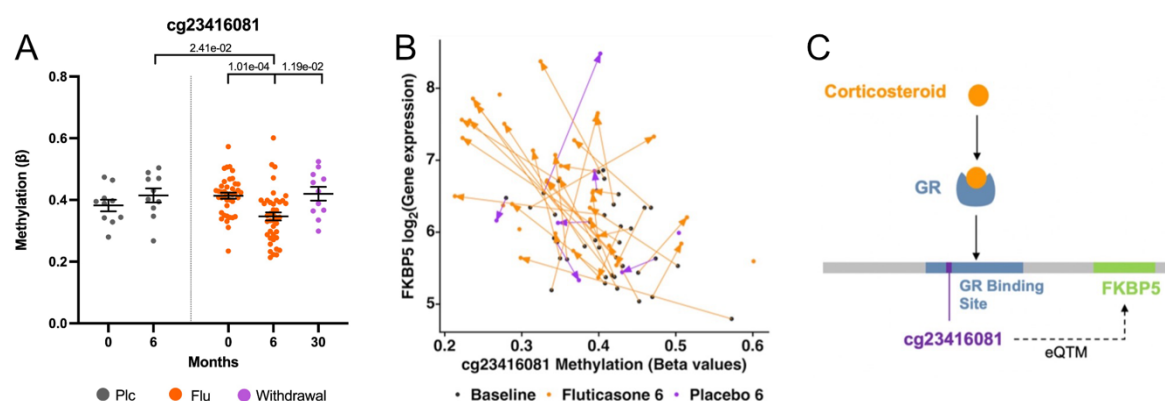 A
cg23416081
2.41e-02
1.01e-04
1.19e-02
Methylation (β)
0.8
0.6
0.4
0.2
0.0
0
6
0
6
30
Months
Plc
Flu
Withdrawal
B
FKBP5 log2(Gene expression)
8
7
6
5
0.2
0.3
0.4
0.5
0.6
cg23416081 Methylation (Beta values)
Baseline
Fluticasone 6
Placebo 6
C
Corticosteroid
GR
GR Binding
Site
FKBP5
cg23416081
eQTM